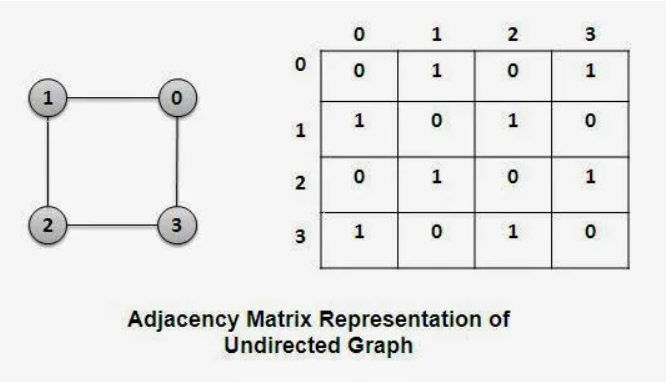 0 1 2 3
0 0 1 0 1
1 0
1 1 0 1 0
2 0 1 0 1
2 3
3 1 0 1 0
Adjacency Matrix Representation of
Undirected Graph